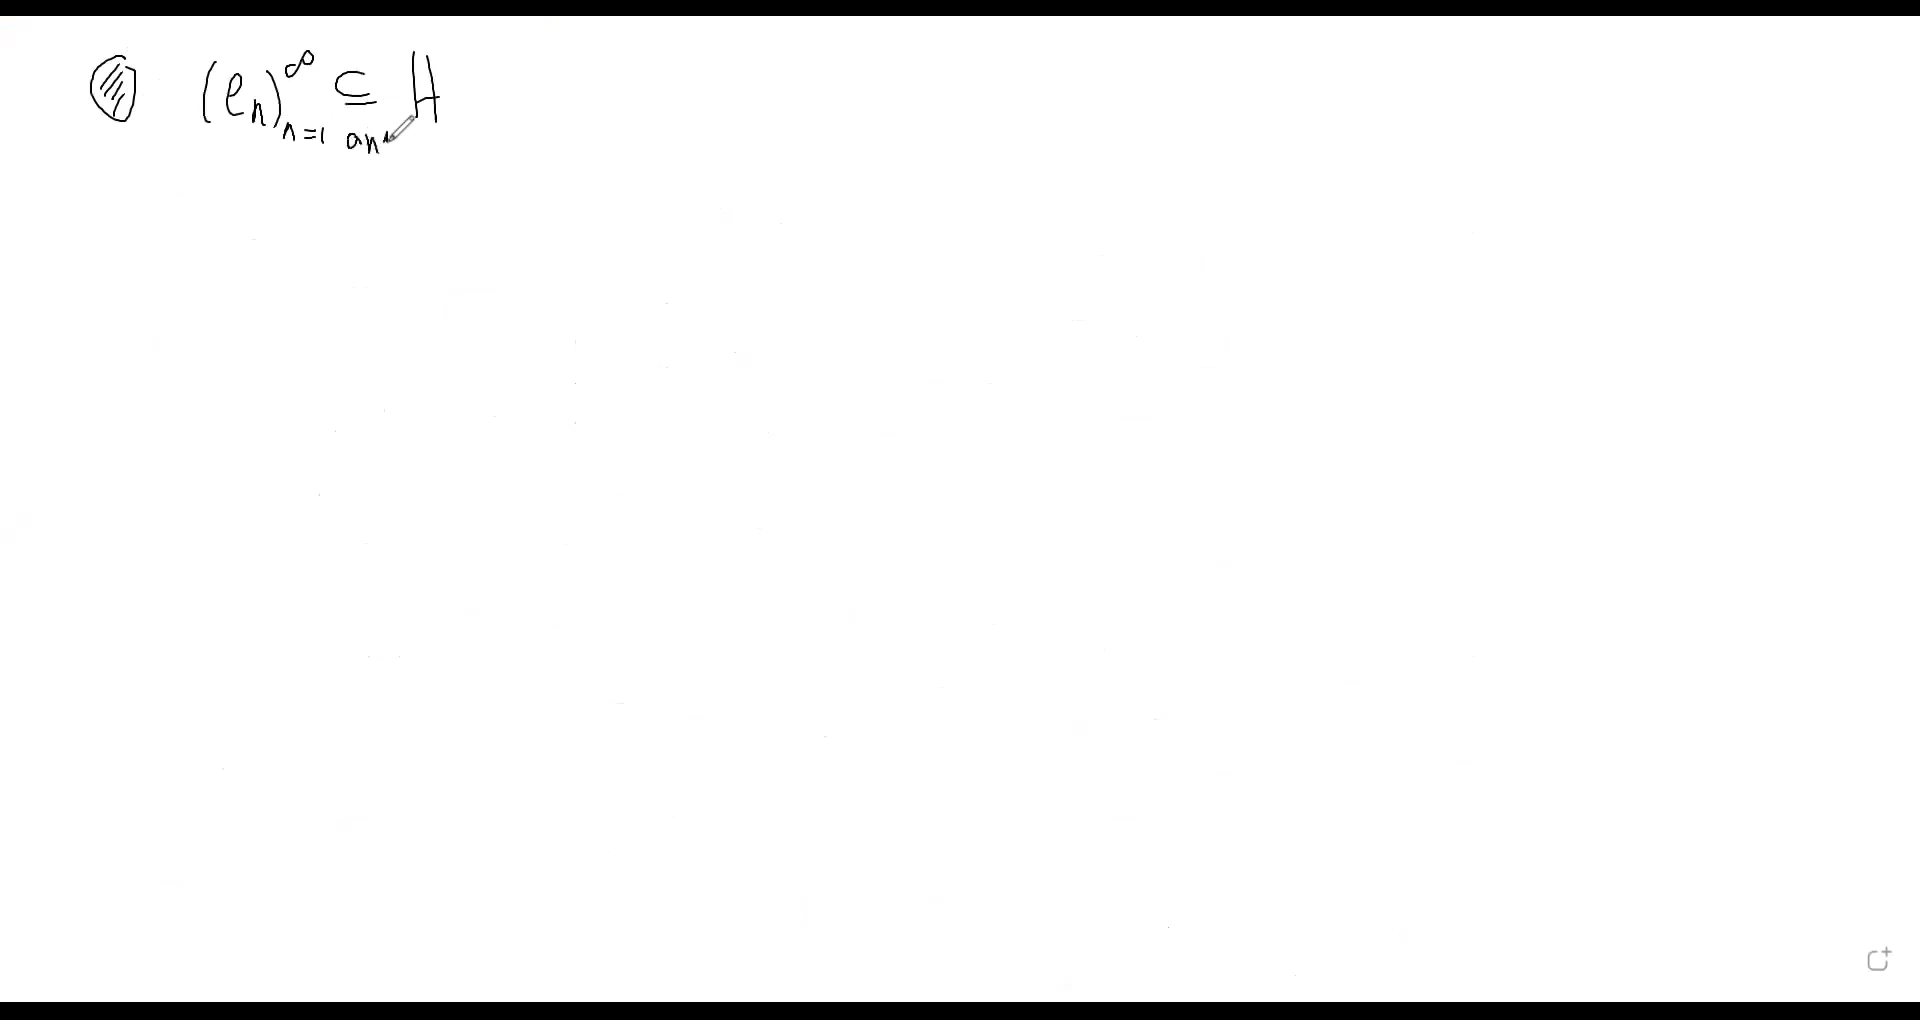 (e_n)_{n=1}^∞ ⊆ H
an